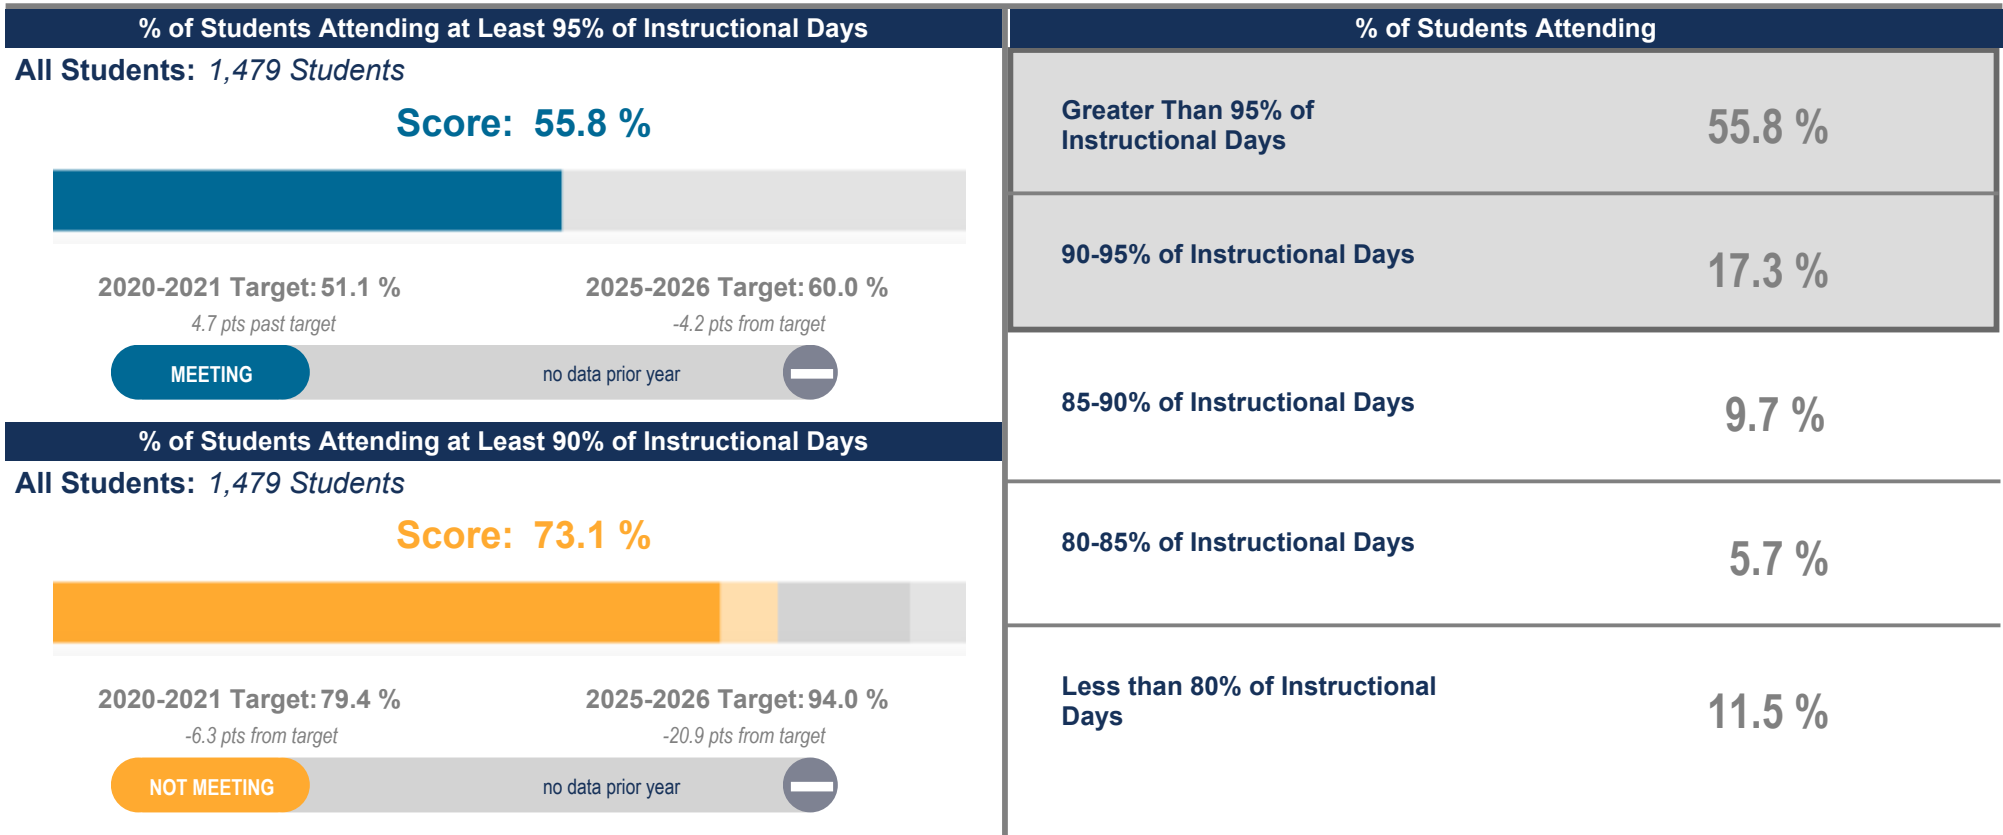 % of Students Attending at Least 95% of Instructional Days
All Students: 1,479 Students
Score: 55.8 %
2020-2021 Target: 51.1 %
4.7 pts past target
2025-2026 Target: 60.0 %
-4.2 pts from target
MEETING
no data prior year
% of Students Attending at Least 90% of Instructional Days
All Students: 1,479 Students
Score: 73.1 %
2020-2021 Target: 79.4 %
-6.3 pts from target
2025-2026 Target: 94.0 %
-20.9 pts from target
NOT MEETING
no data prior year
% of Students Attending
Greater Than 95% of
Instructional Days
55.8 %
90-95% of Instructional Days
17.3 %
85-90% of Instructional Days
9.7 %
80-85% of Instructional Days
5.7 %
Less than 80% of Instructional
Days
11.5 %